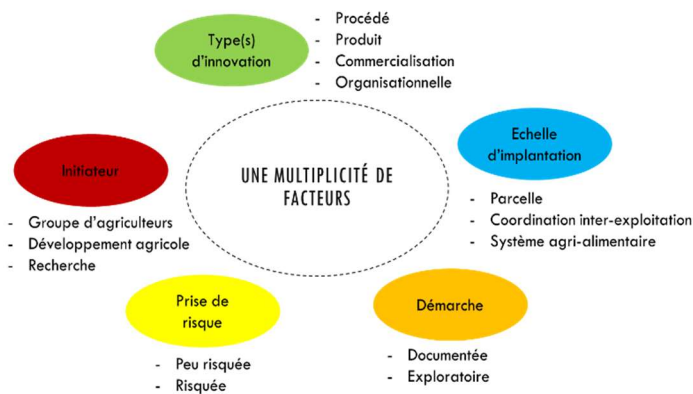 Type(s)
d'innovation
- Procédé
- Produit
- Commercialisation
- Organisationnelle
Echelle
d'implantation
- Parcelle
- Coordination inter-exploitation
- Système agri-alimentaire
UNE MULTIPLICITÉ DE
FACTEURS
Initiateur
- Groupe d'agriculteurs
- Développement agricole
- Recherche
Prise de
risque
- Peu risquée
- Risquée
Démarche
- Documentée
- Exploratoire